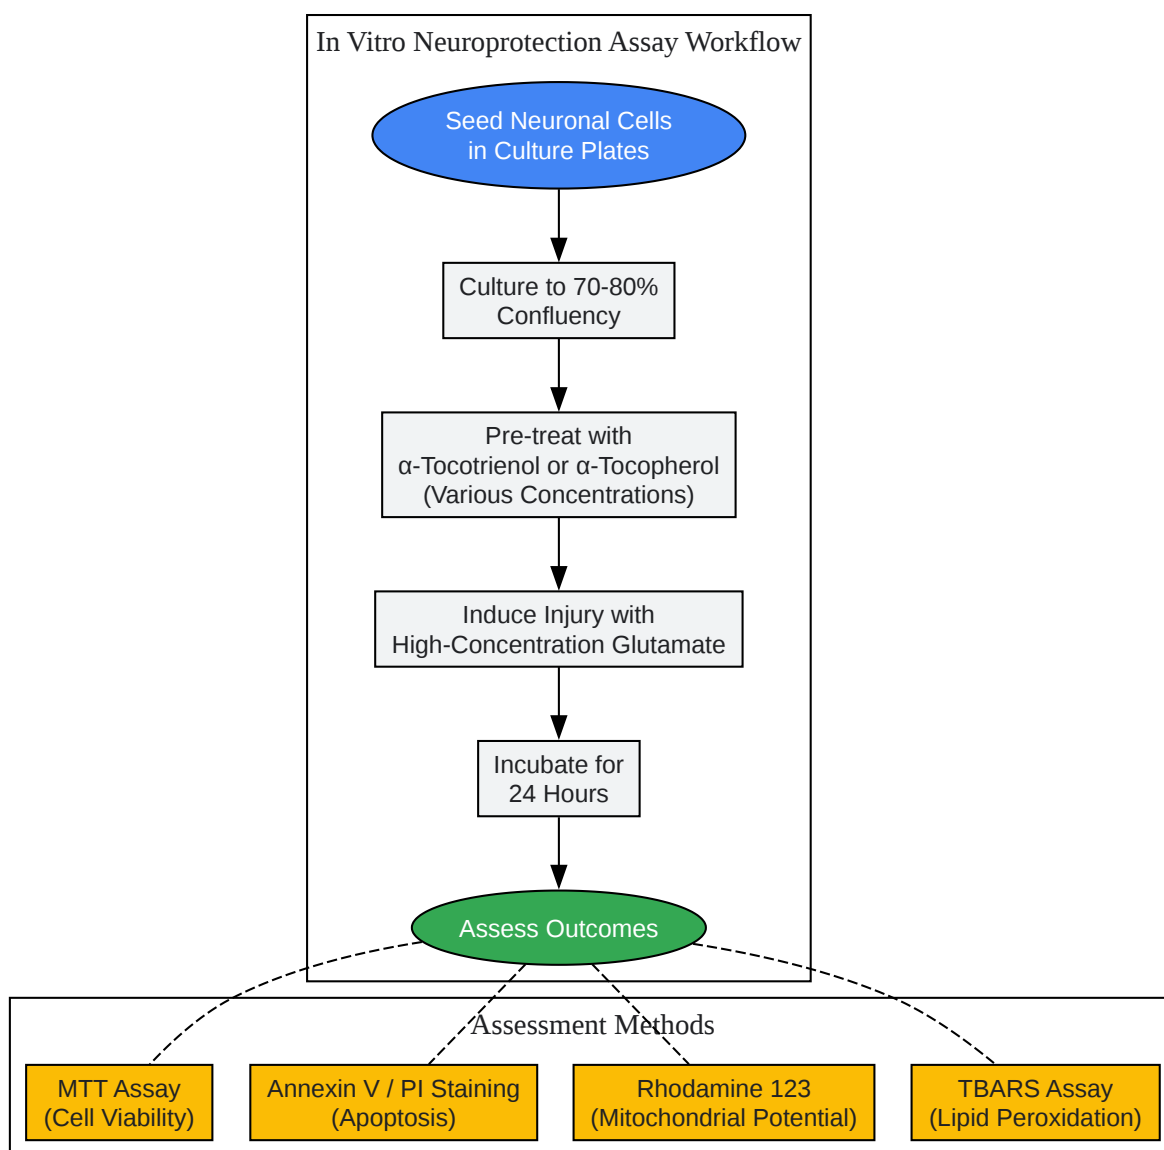 In Vitro Neuroprotection Assay Workflow
Seed Neuronal Cells
in Culture Plates
Culture to 70-80%
Confluency
Pre-treat with
α-Tocotrienol or α-Tocopherol
(Various Concentrations)
Induce Injury with
High-Concentration Glutamate
Incubate for
24 Hours
Assess Outcomes
Assessment Methods
MTT Assay
(Cell Viability)
Annexin V / PI Staining
(Apoptosis)
Rhodamine 123
(Mitochondrial Potential)
TBARS Assay
(Lipid Peroxidation)